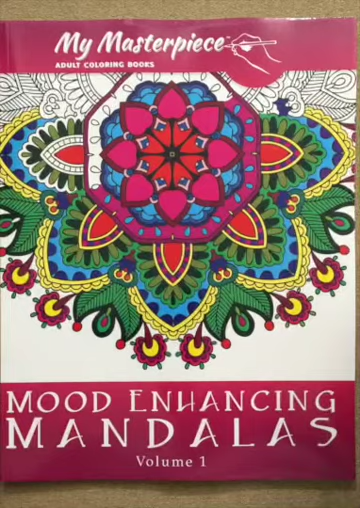 My Masterpiece
ADULT COLORING BOOKS
MOOD ENHANCING
MANDALAS
Volume 1